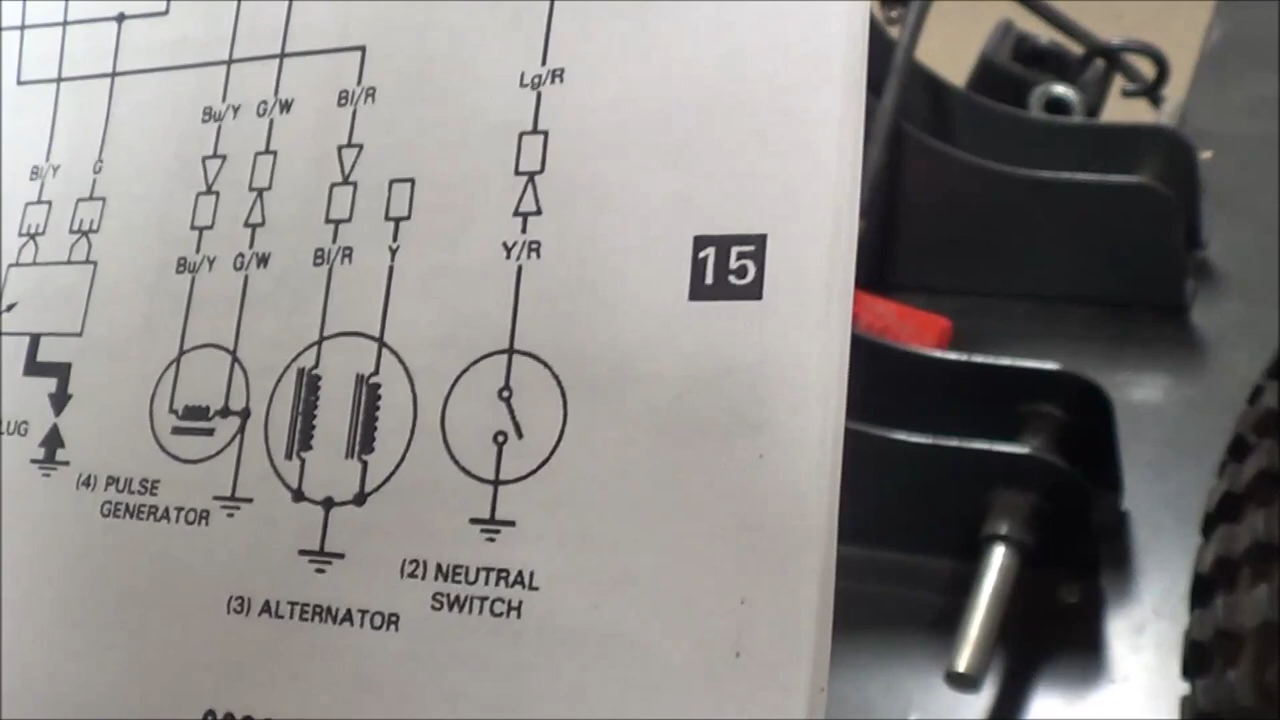 Lg/R
Bu/Y G/W Bl/R
Bl/Y G
Bu/Y G/W Bl/R Y Y/R
15
LUG
(4) PULSE
GENERATOR
(2) NEUTRAL
SWITCH
(3) ALTERNATOR